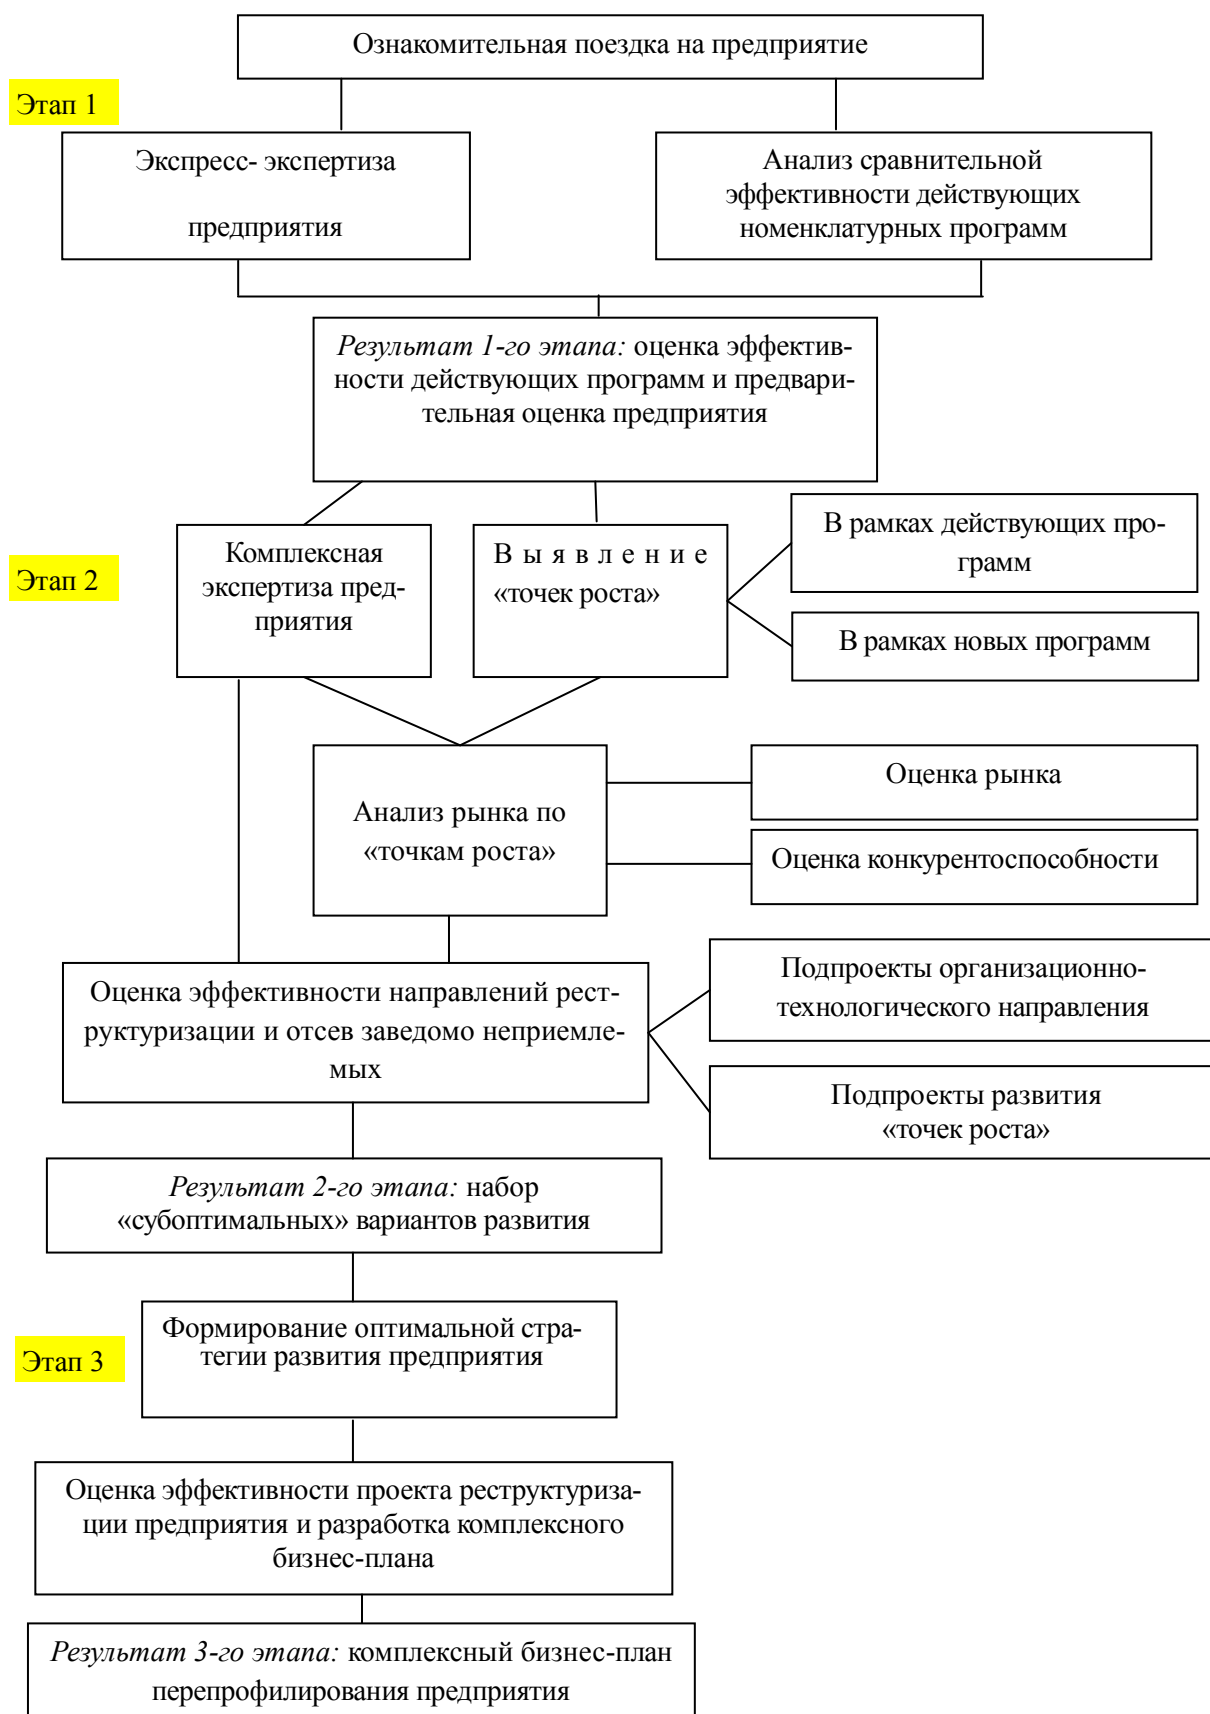 Ознакомительная поездка на предприятие
Этап 1
Экспресс- экспертиза
предприятия
Анализ сравнительной
эффективности действующих
номенклатурных программ
Результат 1-го этапа: оценка эффектив-
ности действующих программ и предвари-
тельная оценка предприятия
Этап 2
Комплексная
экспертиза пред-
приятия
Выявление
«точек роста»
В рамках действующих про-
грамм
В рамках новых программ
Анализ рынка по
«точкам роста»
Оценка рынка
Оценка конкурентоспособности
Оценка эффективности направлений рест-
руктуризации и отсев заведомо неприемле-
мых
Подпроекты организационно-
технологического направления
Подпроекты развития
«точек роста»
Результат 2-го этапа: набор
«субоптимальных» вариантов развития
Этап 3
Формирование оптимальной стра-
тегии развития предприятия
Оценка эффективности проекта реструктуриза-
ции предприятия и разработка комплексного
бизнес-плана
Результат 3-го этапа: комплексный бизнес-план
перепрофилирования предприятия